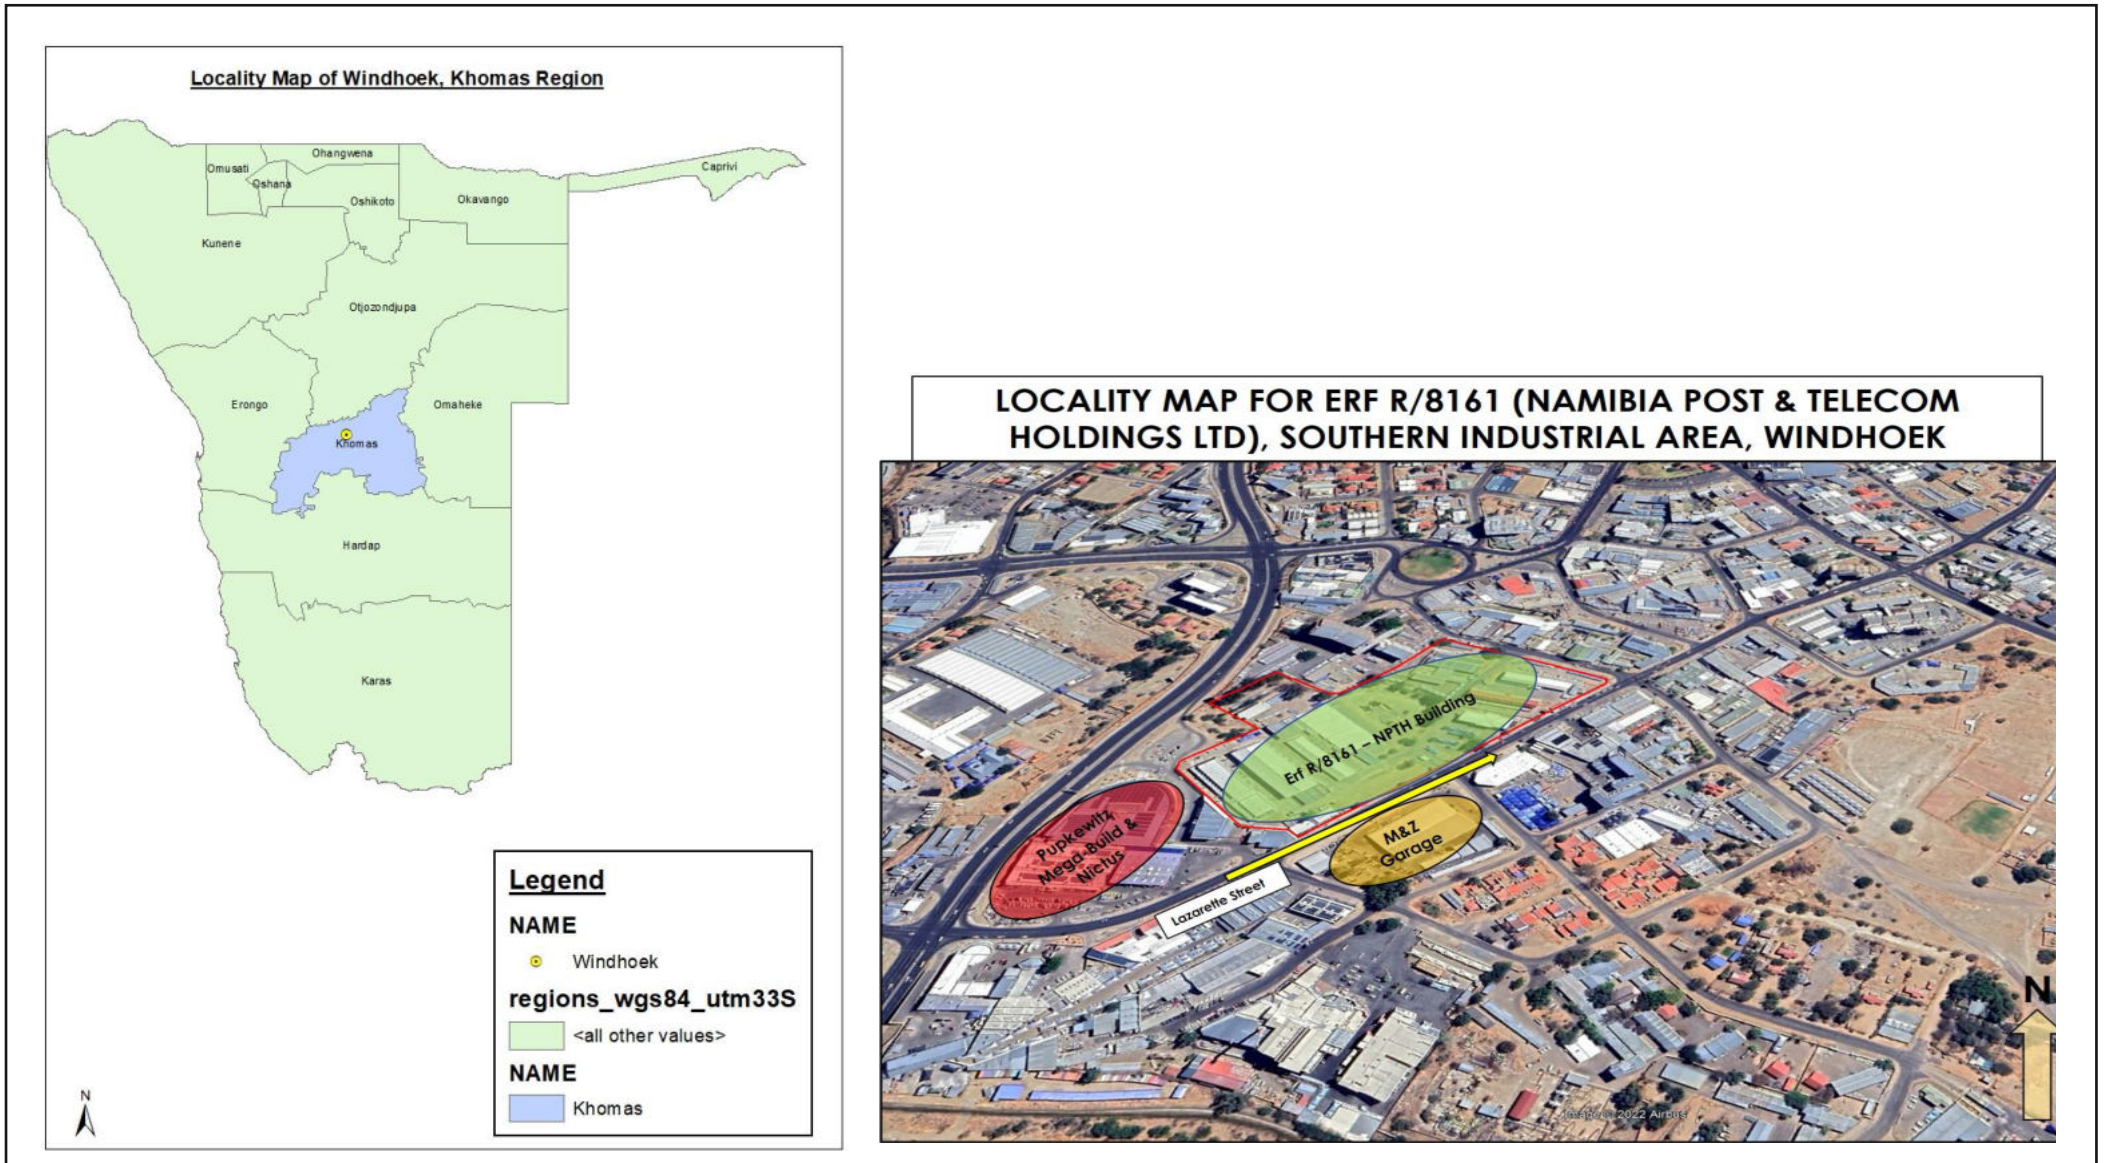 Locality Map of Windhoek, Khomas Region
Ohangwena
Omusati
Oshana
Oshikoto
Okavango
Caprivi
Kunene
Otjozondjupa
Erongo
Omaheke
Khomas
Hardap
Karas
Legend
NAME
Windhoek
regions_wgs84_utm33S
<all other values>
NAME
Khomas
N
LOCALITY MAP FOR ERF R/8161 (NAMIBIA POST & TELECOM
HOLDINGS LTD), SOUTHERN INDUSTRIAL AREA, WINDHOEK
Erf R/8161 – NPTH Building
Pupkewitz
Mega-Build &
Nictus
M&Z
Garage
Lazarette Street
N
Image © 2022 Airbus